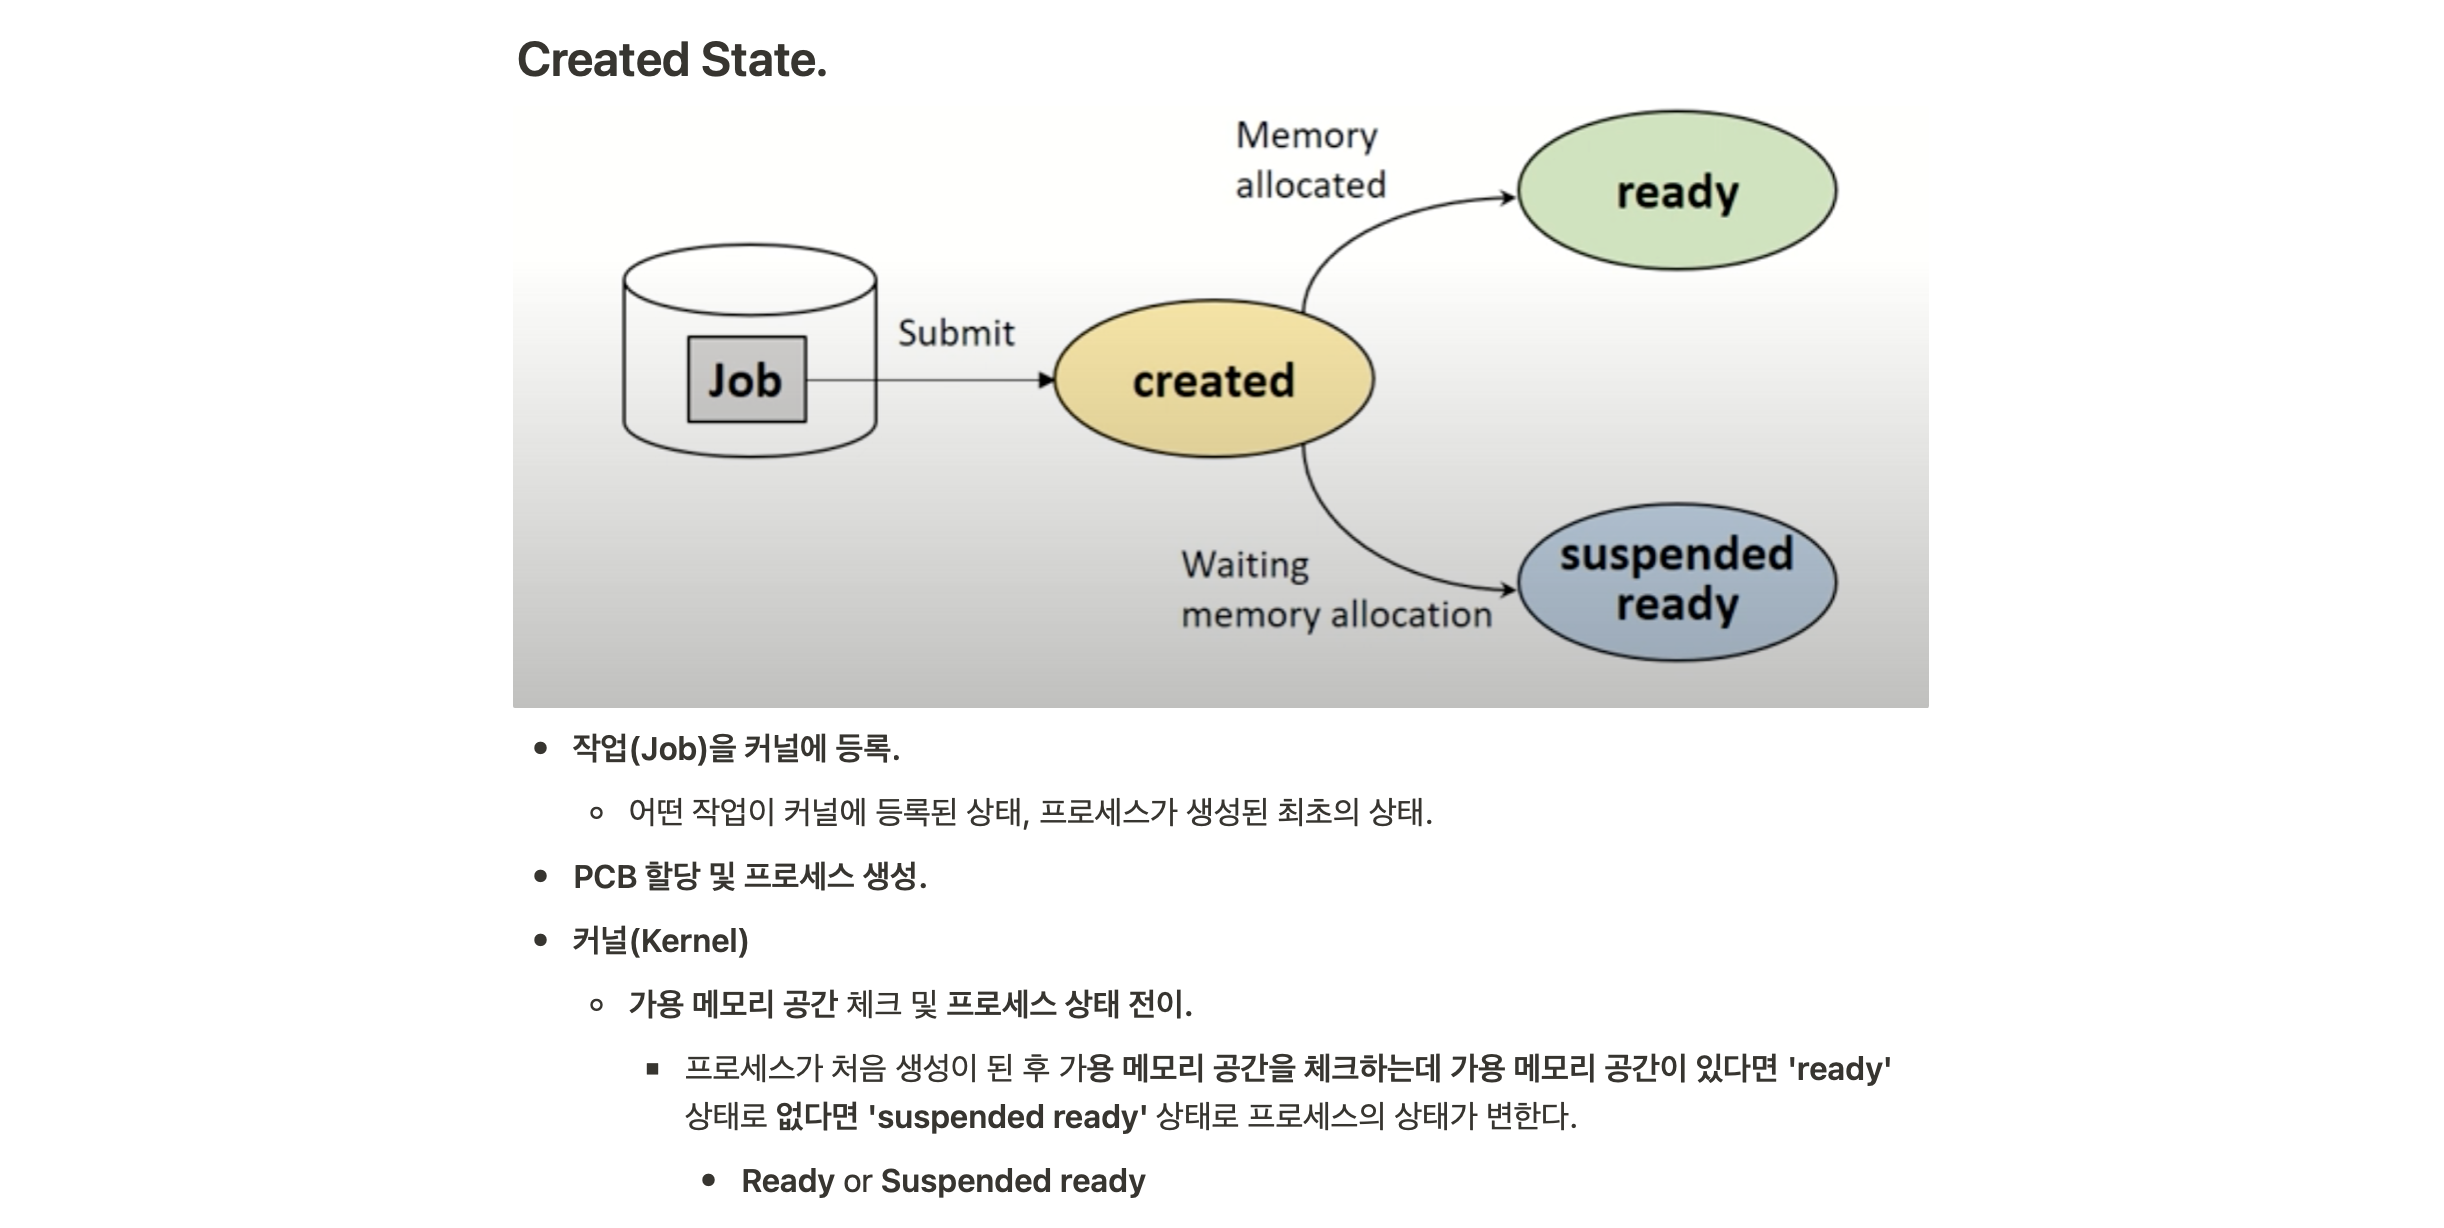 Created State.
Memory
allocated
ready
Submit
Job
created
suspended
ready
Waiting
memory allocation
• 작업(Job)을 커널에 등록.
◦ 어떤 작업이 커널에 등록된 상태, 프로세스가 생성된 최초의 상태.
• PCB 할당 및 프로세스 생성.
• 커널(Kernel)
◦ 가용 메모리 공간 체크 및 프로세스 상태 전이.
▪ 프로세스가 처음 생성이 된 후 가용 메모리 공간을 체크하는데 가용 메모리 공간이 있다면 'ready'
상태로 없다면 'suspended ready' 상태로 프로세스의 상태가 변한다.
• Ready or Suspended ready